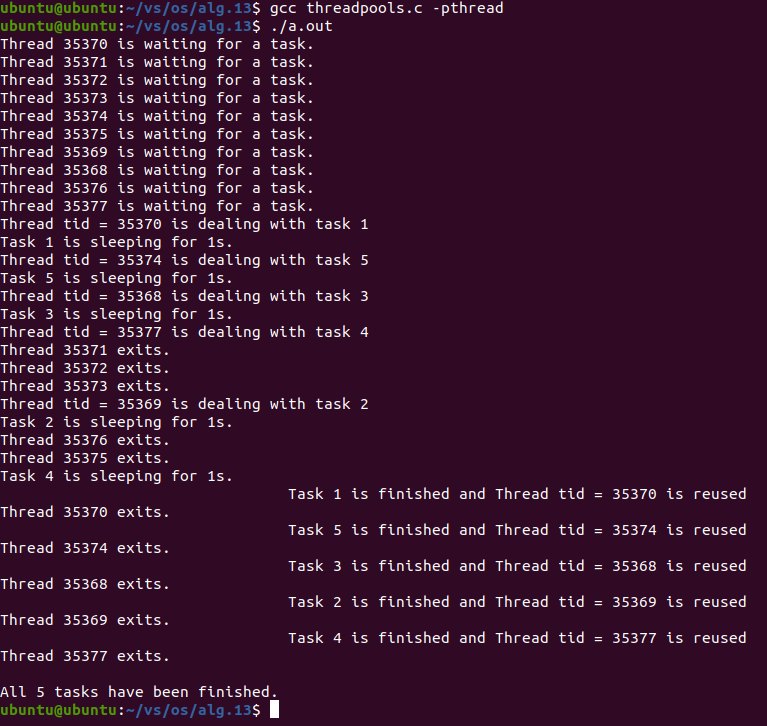 ubuntu@ubuntu:~/vs/os/alg.13$ gcc threadpools.c -pthread
ubuntu@ubuntu:~/vs/os/alg.13$ ./a.out
Thread 35370 is waiting for a task.
Thread 35371 is waiting for a task.
Thread 35372 is waiting for a task.
Thread 35373 is waiting for a task.
Thread 35374 is waiting for a task.
Thread 35375 is waiting for a task.
Thread 35369 is waiting for a task.
Thread 35368 is waiting for a task.
Thread 35376 is waiting for a task.
Thread 35377 is waiting for a task.
Thread tid = 35370 is dealing with task 1
Task 1 is sleeping for 1s.
Thread tid = 35374 is dealing with task 5
Task 5 is sleeping for 1s.
Thread tid = 35368 is dealing with task 3
Task 3 is sleeping for 1s.
Thread tid = 35377 is dealing with task 4
Thread 35371 exits.
Thread 35372 exits.
Thread 35373 exits.
Thread tid = 35369 is dealing with task 2
Task 2 is sleeping for 1s.
Thread 35376 exits.
Thread 35375 exits.
Task 4 is sleeping for 1s.
Task 1 is finished and Thread tid = 35370 is reused
Thread 35370 exits.
Task 5 is finished and Thread tid = 35374 is reused
Thread 35374 exits.
Task 3 is finished and Thread tid = 35368 is reused
Thread 35368 exits.
Task 2 is finished and Thread tid = 35369 is reused
Thread 35369 exits.
Task 4 is finished and Thread tid = 35377 is reused
Thread 35377 exits.
All 5 tasks have been finished.
ubuntu@ubuntu:~/vs/os/alg.13$